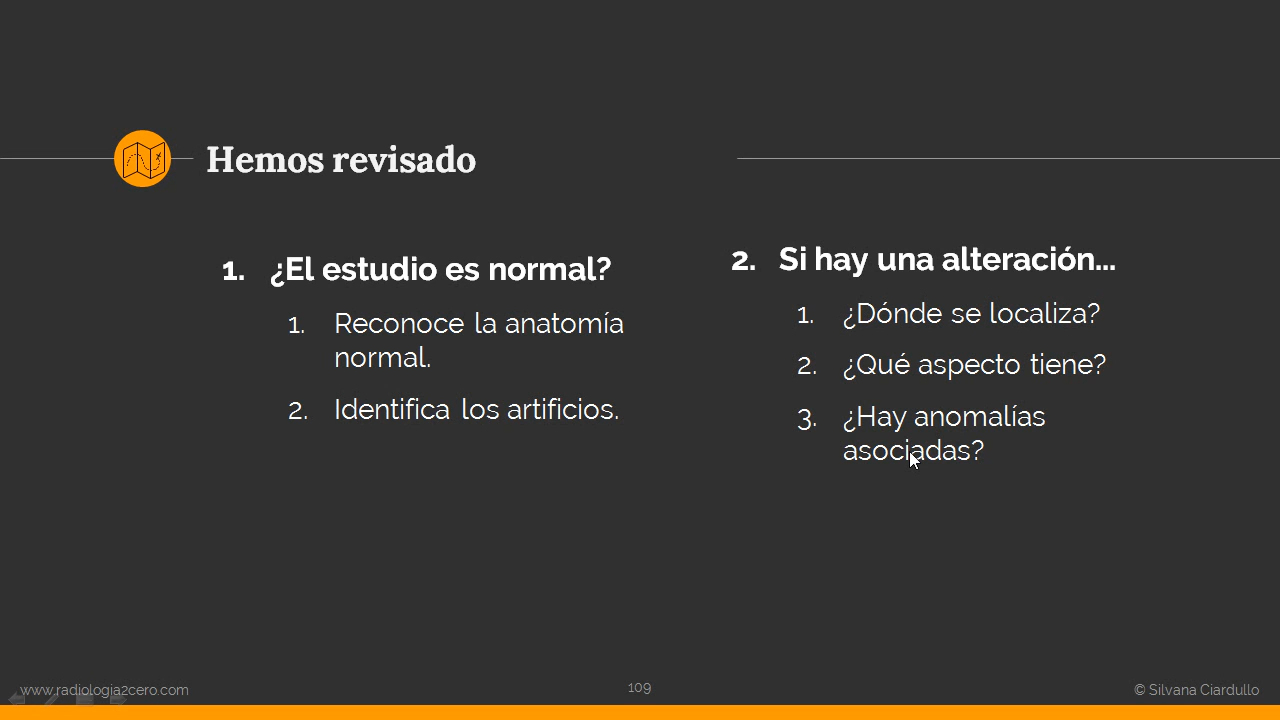 Hemos revisado
1. ¿El estudio es normal?
1. Reconoce la anatomía
normal.
2. Identifica los artificios.
2. Si hay una alteración...
1. ¿Dónde se localiza?
2. ¿Qué aspecto tiene?
3. ¿Hay anomalías
asociadas?
www.radiologia2cero.com
109
© Silvana Ciardullo